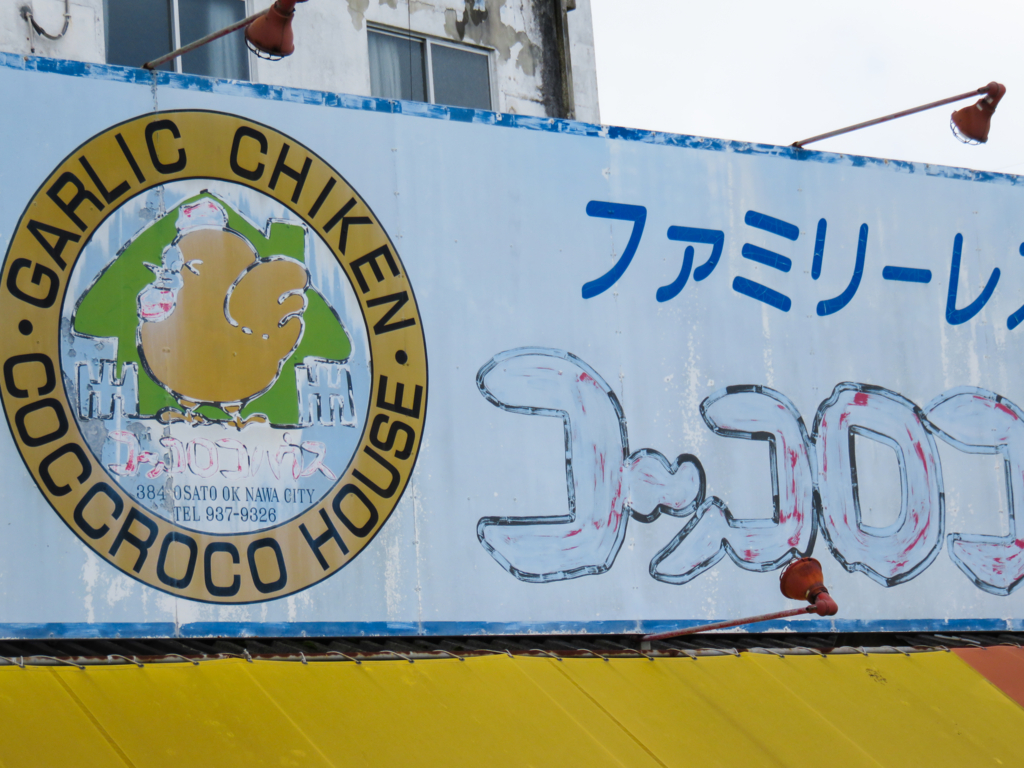 GARLIC CHIKEN
・COCCROCO HOUSE・
コッコロコハウス
384 OSATO OK NAWA CITY
TEL 937-9326
ファミリーレス
コッコロコ